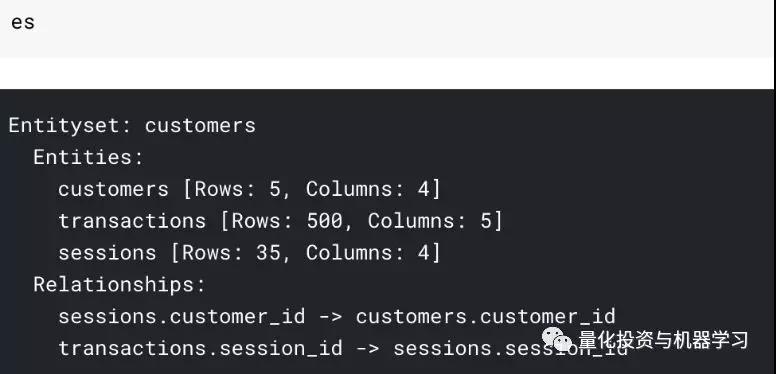 es
Entityset: customers
Entities:
customers [Rows: 5, Columns: 4]
transactions [Rows: 500, Columns: 5]
sessions [Rows: 35, Columns: 4]
Relationships:
sessions.customer_id -> customers.customer_id
transactions.session_id -> sessions.session_id
量化投资与机器学习